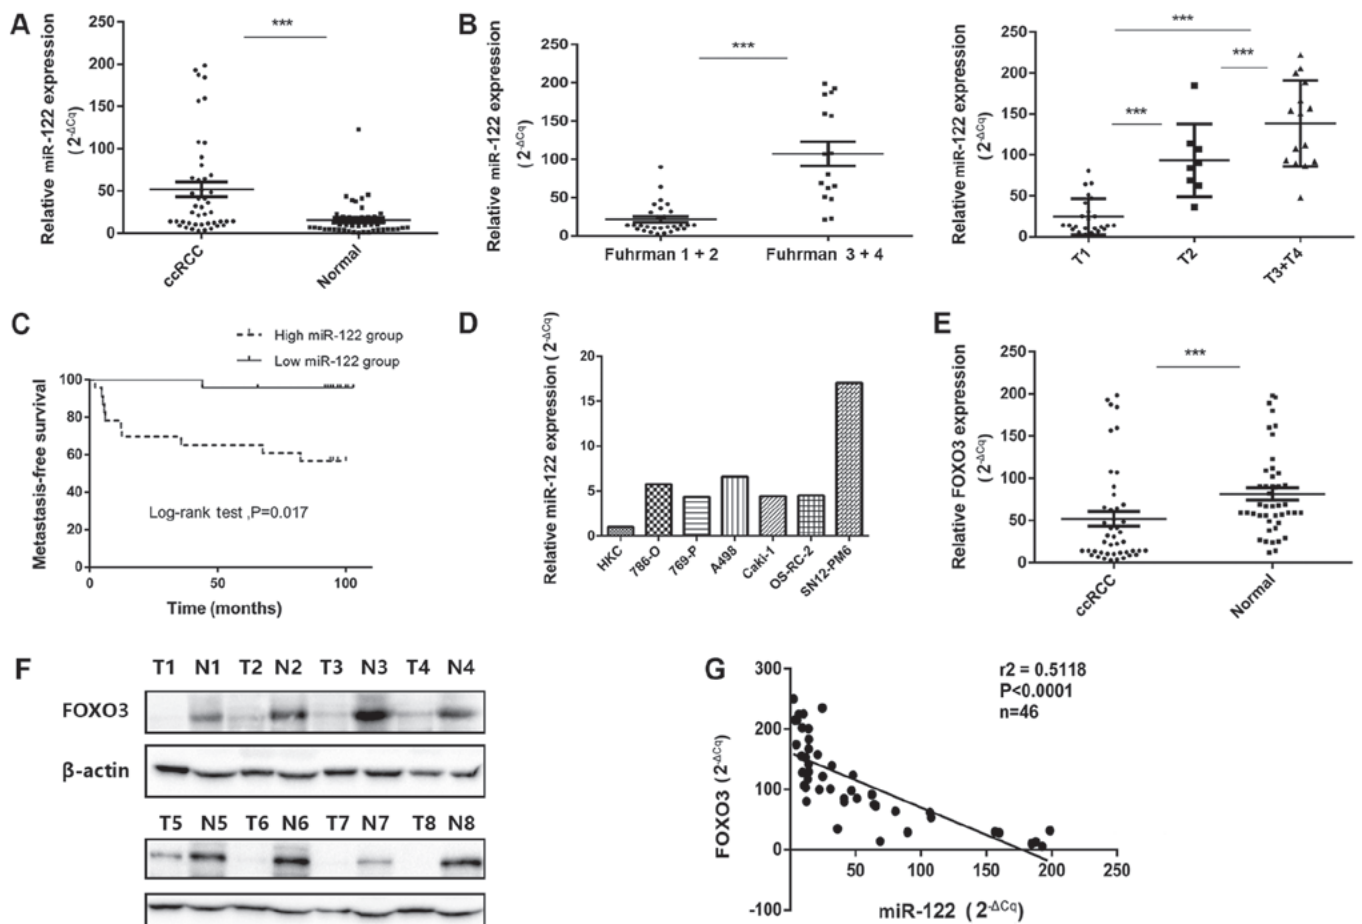 A
Relative miR-122 expression
(2-ΔCq)
250
200
150
100
50
0
***
ccRCC
Normal
B
Relative miR-122 expression
(2-ΔCq)
250
200
150
100
50
0
***
Fuhrman 1 + 2
Fuhrman 3 + 4
Relative miR-122 expression
(2-ΔCq)
250
200
150
100
50
0
***
***
***
T1
T2
T3+T4
C
High miR-122 group
Low miR-122 group
Metastasis-free survival
100
80
60
40
20
0
Log-rank test ,P=0.017
0
50
100
Time (months)
D
Relative miR-122 expression (2-ΔCq)
20
15
10
5
0
HKC
786-O
769-P
A498
Caki-1
OS-RC-2
SN12-PM6
E
Relative FOXO3 expression
(2-ΔCq)
250
200
150
100
50
0
***
ccRCC
Normal
F
T1 N1 T2 N2 T3 N3 T4 N4
FOXO3
β-actin
T5 N5 T6 N6 T7 N7 T8 N8
G
FOXO3 (2-ΔCq)
300
200
100
0
-100
r2 = 0.5118
P<0.0001
n=46
50
100
150
200
250
miR-122 (2-ΔCq)